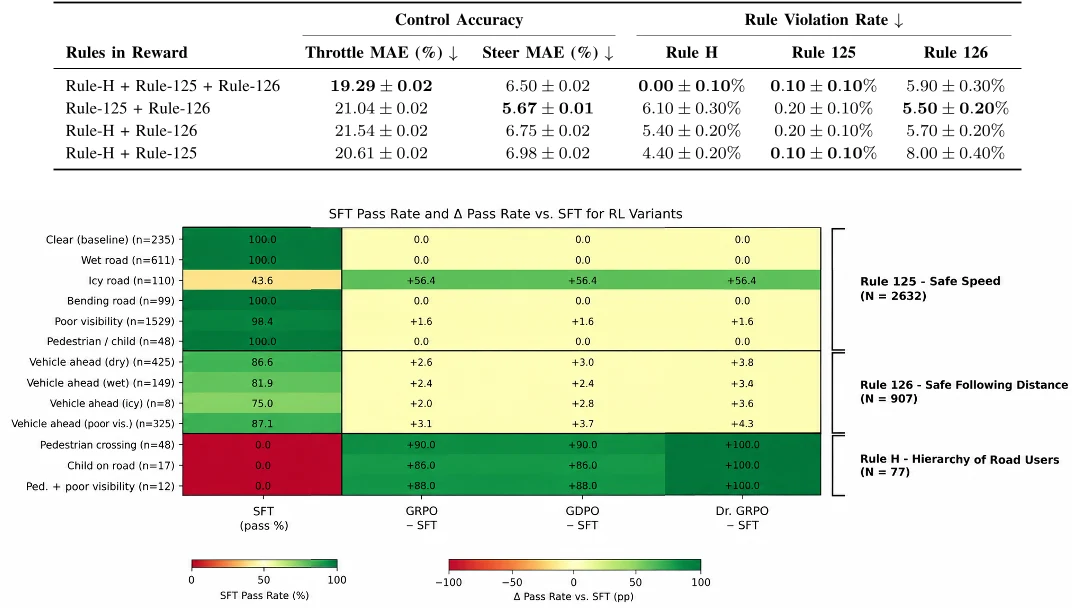 Control Accuracy Rule Violation Rate ↓
Rules in Reward Throttle MAE (%) ↓ Steer MAE (%) ↓ Rule H Rule 125 Rule 126
Rule-H + Rule-125 + Rule-126 19.29 ± 0.02 6.50 ± 0.02 0.00 ± 0.10% 0.10 ± 0.10% 5.90 ± 0.30%
Rule-125 + Rule-126 21.04 ± 0.02 5.67 ± 0.01 6.10 ± 0.30% 0.20 ± 0.10% 5.50 ± 0.20%
Rule-H + Rule-126 21.54 ± 0.02 6.75 ± 0.02 5.40 ± 0.20% 0.20 ± 0.10% 5.70 ± 0.20%
Rule-H + Rule-125 20.61 ± 0.02 6.98 ± 0.02 4.40 ± 0.20% 0.10 ± 0.10% 8.00 ± 0.40%
SFT Pass Rate and Δ Pass Rate vs. SFT for RL Variants
Clear (baseline) (n=235) 100.0 0.0 0.0 0.0
Wet road (n=611) 100.0 0.0 0.0 0.0
Icy road (n=110) 43.6 +56.4 +56.4 +56.4
Bending road (n=99) 100.0 0.0 0.0 0.0
Poor visibility (n=1529) 98.4 +1.6 +1.6 +1.6
Pedestrian / child (n=48) 100.0 0.0 0.0 0.0
Rule 125 - Safe Speed
(N = 2632)
Vehicle ahead (dry) (n=425) 86.6 +2.6 +3.0 +3.8
Vehicle ahead (wet) (n=149) 81.9 +2.4 +2.4 +3.4
Vehicle ahead (icy) (n=8) 75.0 +2.0 +2.8 +3.6
Vehicle ahead (poor vis.) (n=325) 87.1 +3.1 +3.7 +4.3
Rule 126 - Safe Following Distance
(N = 907)
Pedestrian crossing (n=48) 0.0 +90.0 +90.0 +100.0
Child on road (n=17) 0.0 +86.0 +86.0 +100.0
Ped. + poor visibility (n=12) 0.0 +88.0 +88.0 +100.0
Rule H - Hierarchy of Road Users
(N = 77)
SFT GRPO GDPO Dr. GRPO
(pass %) − SFT − SFT − SFT
0 50 100
SFT Pass Rate (%)
−100 −50 0 50 100
Δ Pass Rate vs. SFT (pp)